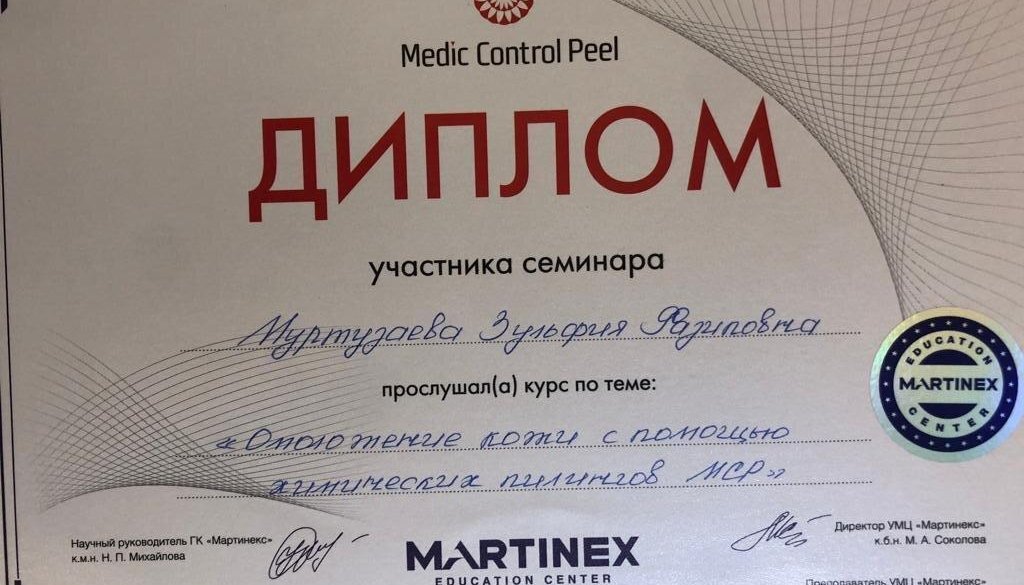 Medic Control Peel
ДИПЛОМ
участника семинара
Муртузаева Зульфия Разиповна
прослушал(а) курс по теме:
«Омоложение кожи с помощью
химических пилингов МСР»
EDUCATION
MARTINEX
CENTER
Научный руководитель ГК «Мартинекс»
к.м.н. Н. П. Михайлова
MARTINEX
EDUCATION CENTER
Директор УМЦ «Мартинекс»
к.б.н. М. А. Соколова
Преподаватель УМЦ «Мартинекс»